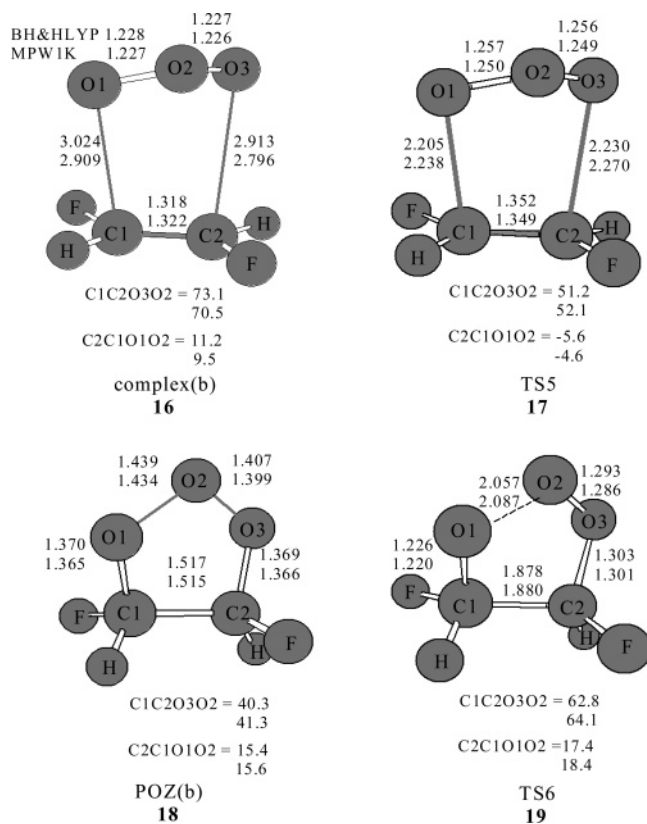 BH&HLYP 1.228 1.227
MPW1K 1.227 1.226
O1 O2 O3
3.024 2.913
2.909 2.796
1.318
1.322
F H
H C1 C2 F
C1C2O3O2 = 73.1
70.5
C2C1O1O2 = 11.2
9.5
complex(b)
16
1.257 1.256
1.250 1.249
O1 O2 O3
2.205 2.230
2.238 2.270
1.352
1.349
F H
H C1 C2 F
C1C2O3O2 = 51.2
52.1
C2C1O1O2 = -5.6
-4.6
TS5
17
1.439 1.407
1.434 1.399
O2
O1 O3
1.370 1.369
1.365 1.366
1.517
1.515
F C1 C2
H H F
C1C2O3O2 = 40.3
41.3
C2C1O1O2 = 15.4
15.6
POZ(b)
18
2.057 1.293
2.087 1.286
O2
O1 O3
1.226 1.303
1.220 1.301
1.878
1.880
F C1 C2
H H F
C1C2O3O2 = 62.8
64.1
C2C1O1O2=17.4
18.4
TS6
19